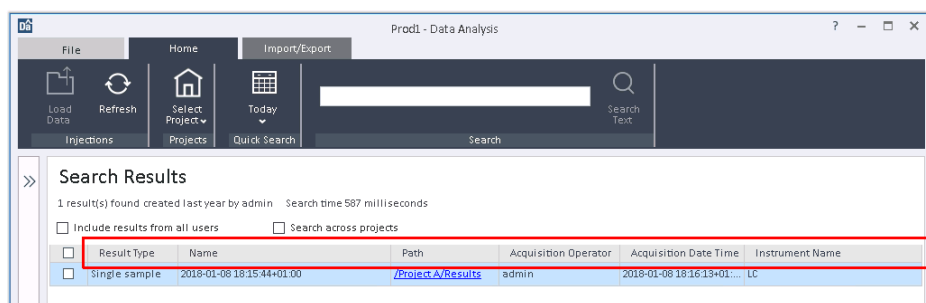 Da
Prod1 - Data Analysis
File Home Import/Export
Load Data
Refresh
Select Project
Today
Search Text
Injections Projects Quick Search Search
Search Results
1 result(s) found created last year by admin Search time 587 milliseconds
Include results from all users Search across projects
Result Type Name Path Acquisition Operator Acquisition Date Time Instrument Name
Single sample 2018-01-08 18:15:44+01:00 /Project A/Results admin 2018-01-08 18:16:13+01:... LC